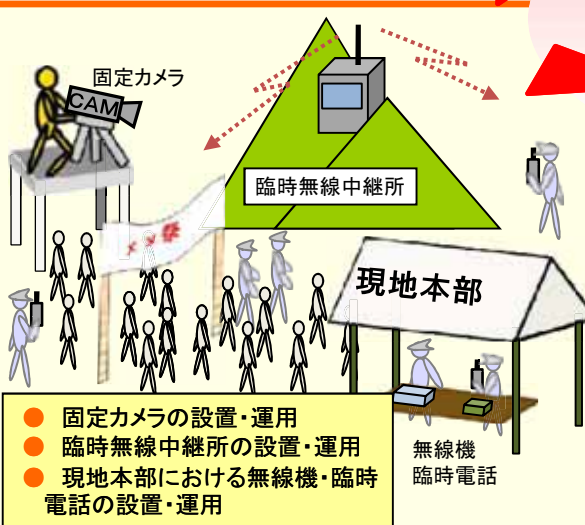 固定カメラ
CAM
臨時無線中継所
××祭
現地本部
● 固定カメラの設置・運用
● 臨時無線中継所の設置・運用
● 現地本部における無線機・臨時
電話の設置・運用
無線機
臨時電話